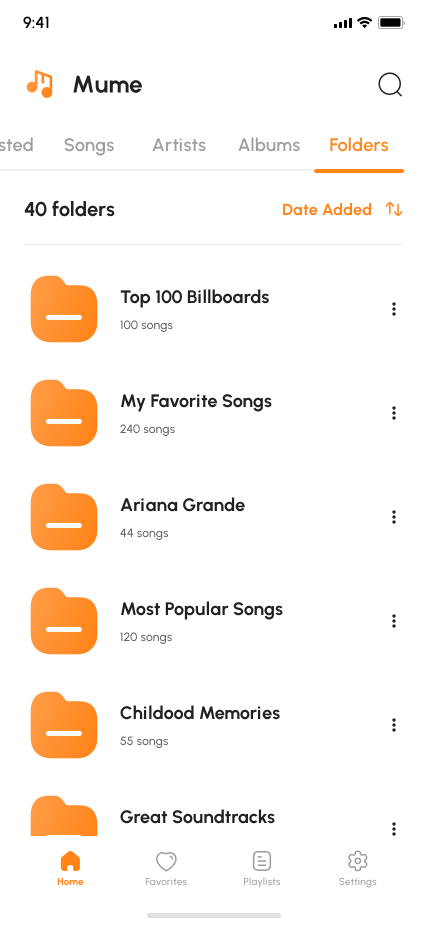 9:41
Mume
sted Songs Artists Albums Folders
40 folders Date Added
Top 100 Billboards
100 songs
My Favorite Songs
240 songs
Ariana Grande
44 songs
Most Popular Songs
120 songs
Childood Memories
55 songs
Great Soundtracks
Home Favorites Playlists Settings